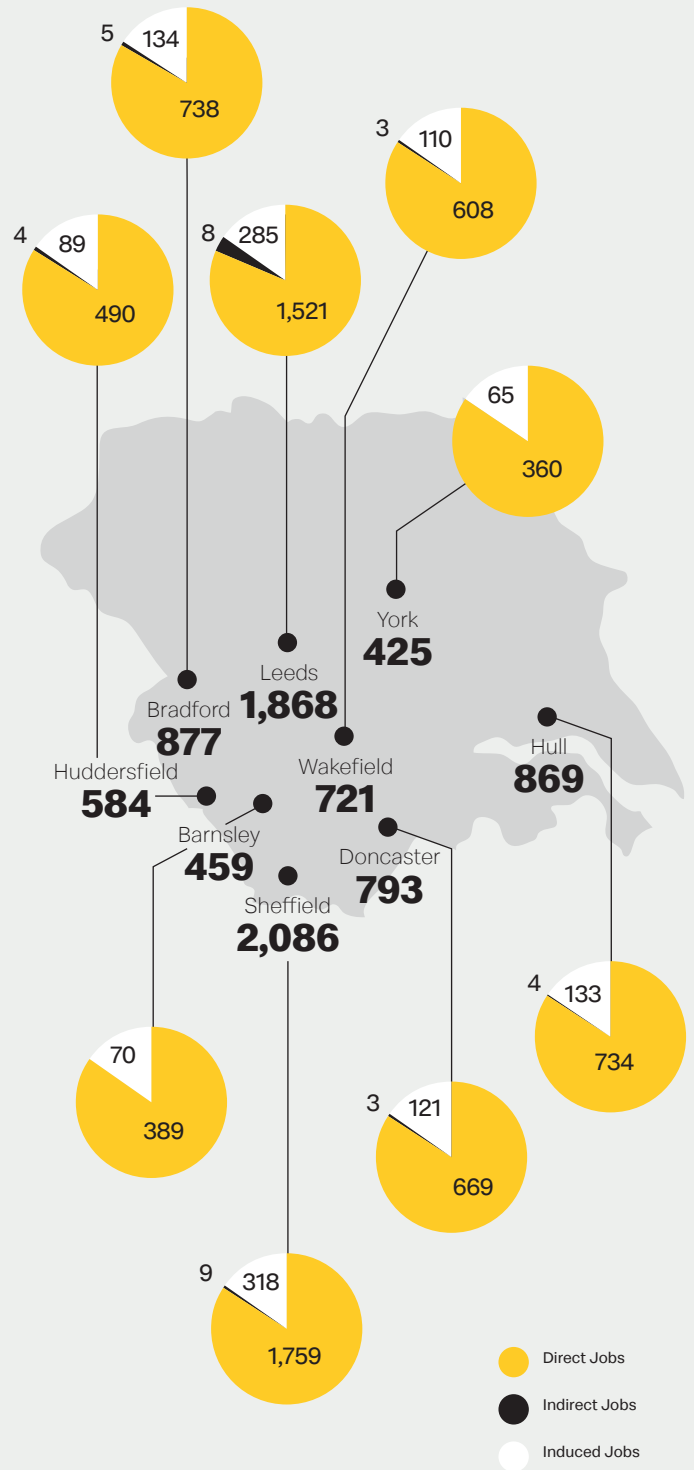 5
134
738
3
110
608
4
89
490
8
285
1,521
65
360
York
425
Leeds
1,868
Bradford
877
Hull
869
Wakefield
721
Huddersfield
584
Barnsley
459
Doncaster
793
Sheffield
2,086
4
133
734
70
389
3
121
669
9
318
1,759
Direct Jobs
Indirect Jobs
Induced Jobs